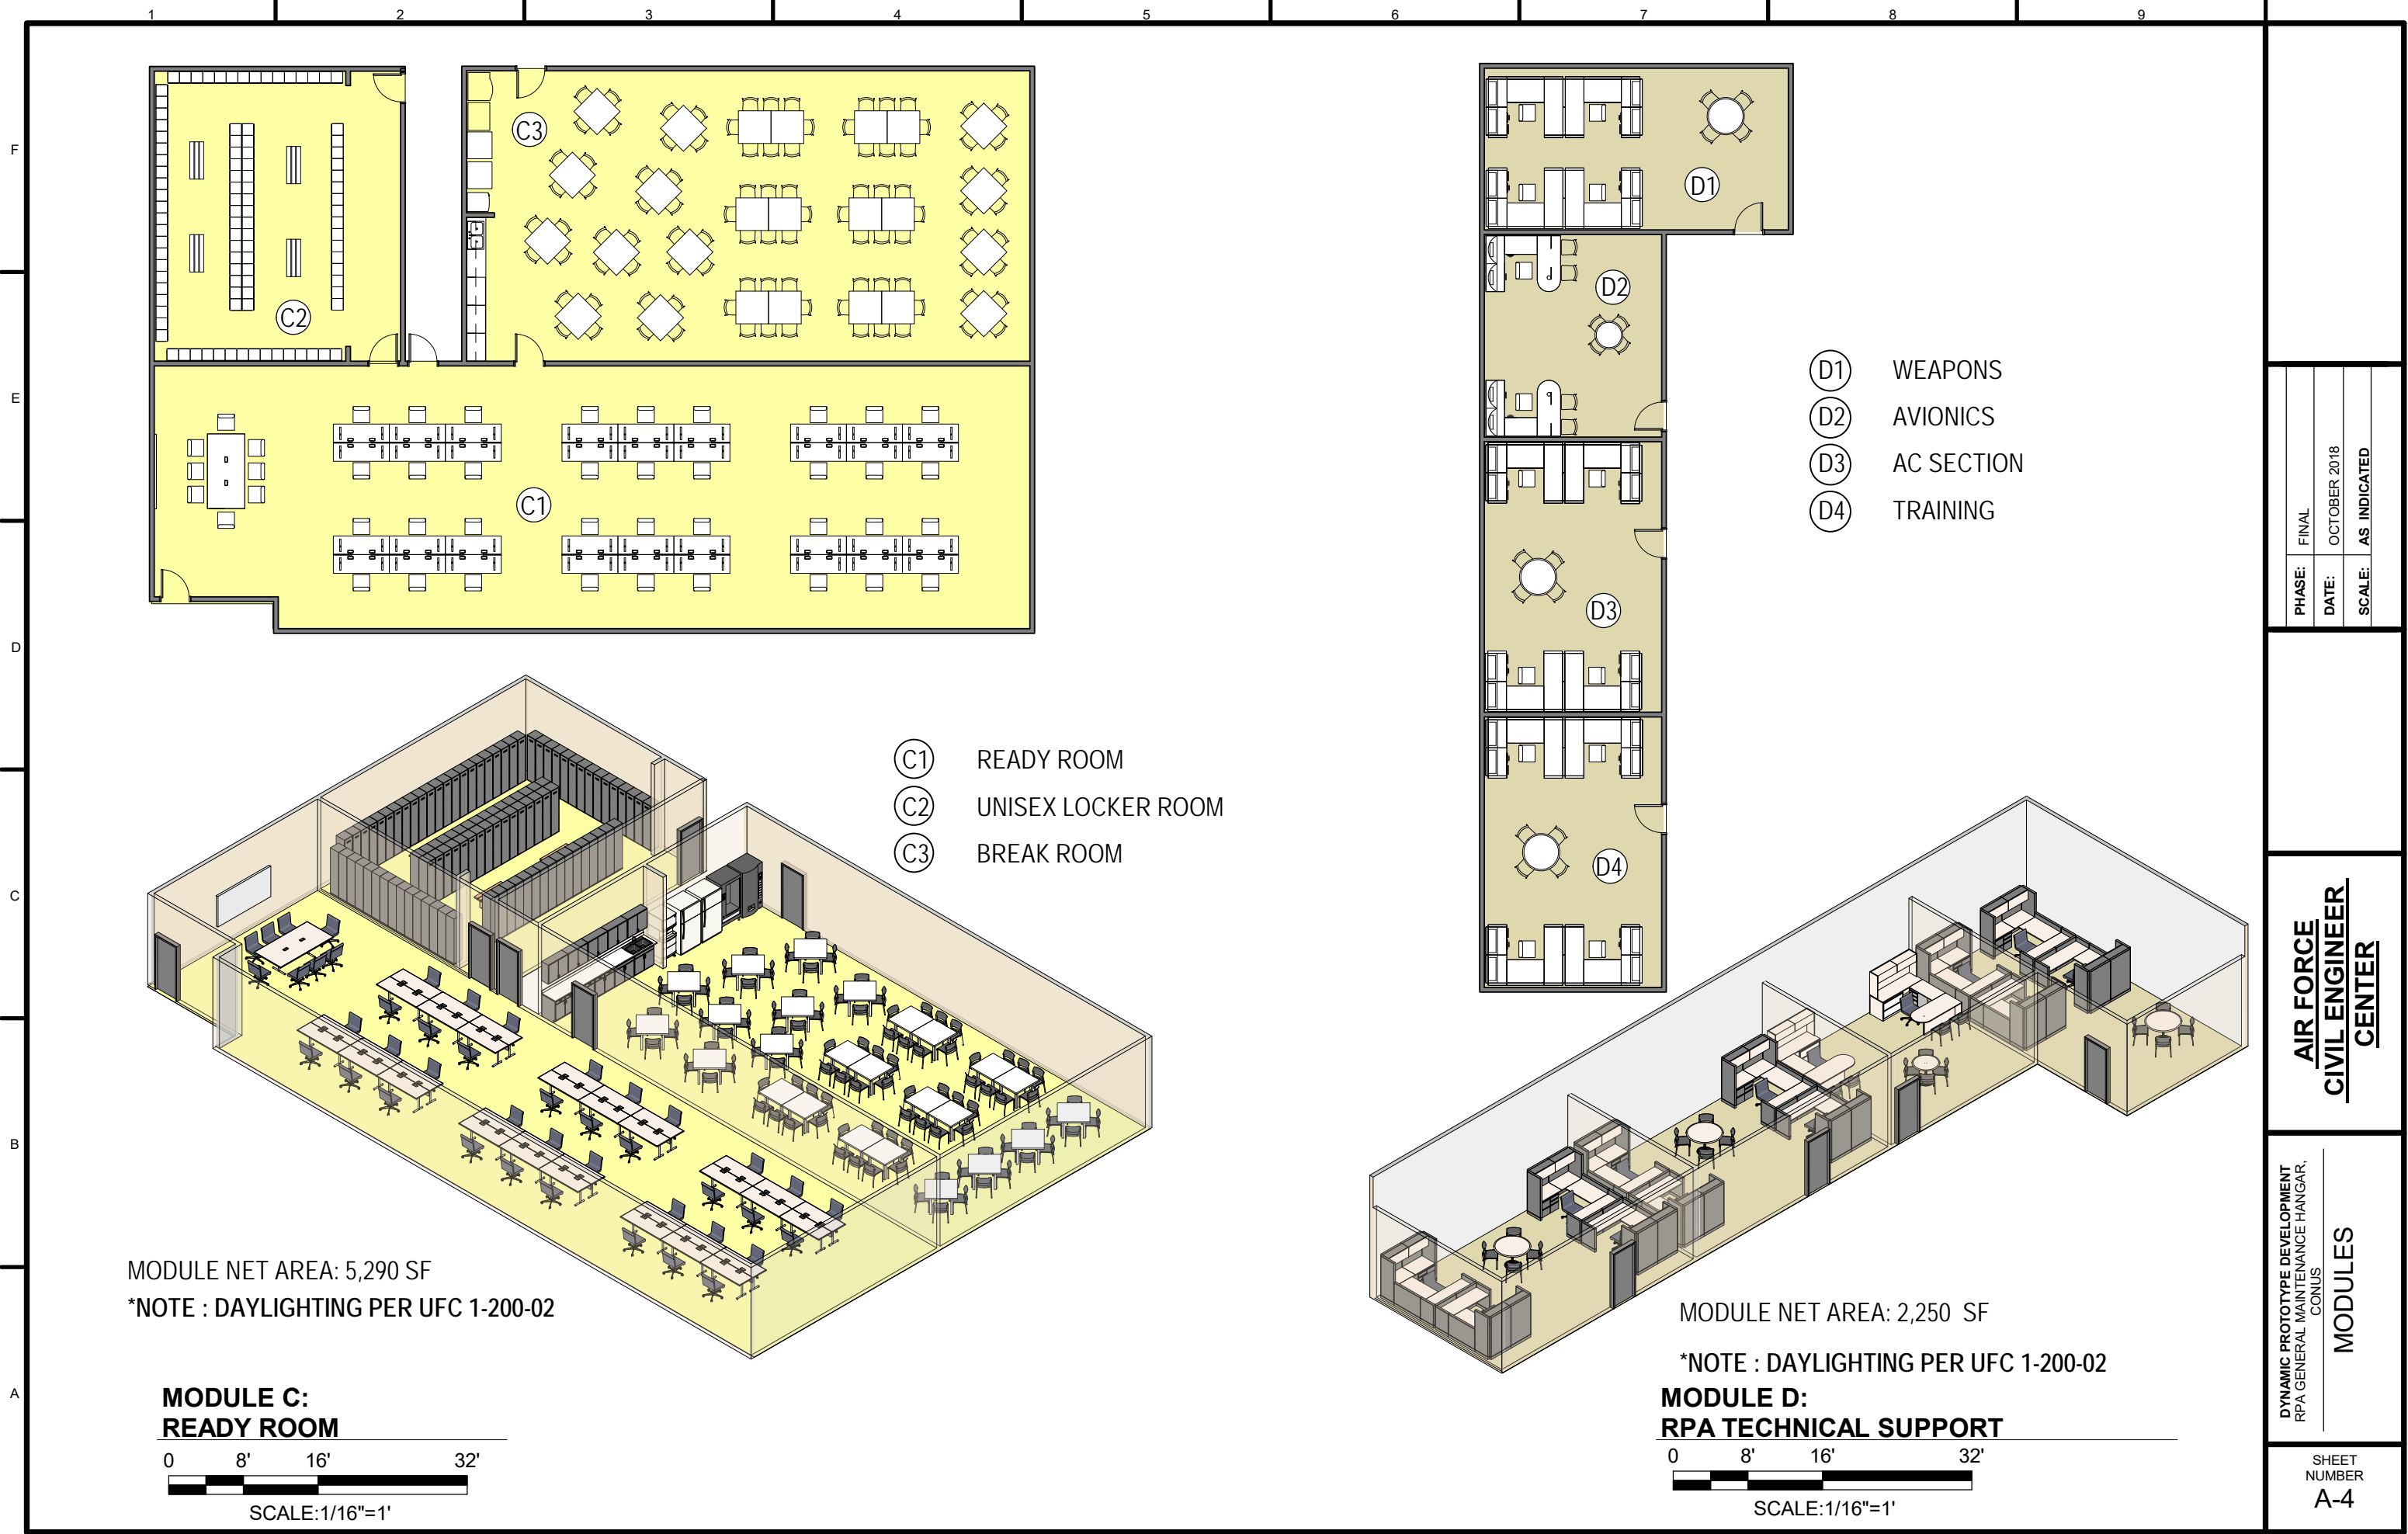 1 2 3 4 5 6 7 8 9
F
E
D
C
B
A
C3
C2
C1
D1
D2
D3
D4
D1 WEAPONS
D2 AVIONICS
D3 AC SECTION
D4 TRAINING
C1 READY ROOM
C2 UNISEX LOCKER ROOM
C3 BREAK ROOM
MODULE NET AREA: 5,290 SF
*NOTE : DAYLIGHTING PER UFC 1-200-02
MODULE C:
READY ROOM
0 8' 16' 32'
SCALE:1/16"=1'
MODULE NET AREA: 2,250 SF
*NOTE : DAYLIGHTING PER UFC 1-200-02
MODULE D:
RPA TECHNICAL SUPPORT
0 8' 16' 32'
SCALE:1/16"=1'
PHASE: FINAL
DATE: OCTOBER 2018
SCALE: AS INDICATED
AIR FORCE
CIVIL ENGINEER
CENTER
DYNAMIC PROTOTYPE DEVELOPMENT
RPA GENERAL MAINTENANCE HANGAR,
CONUS
MODULES
SHEET
NUMBER
A-4